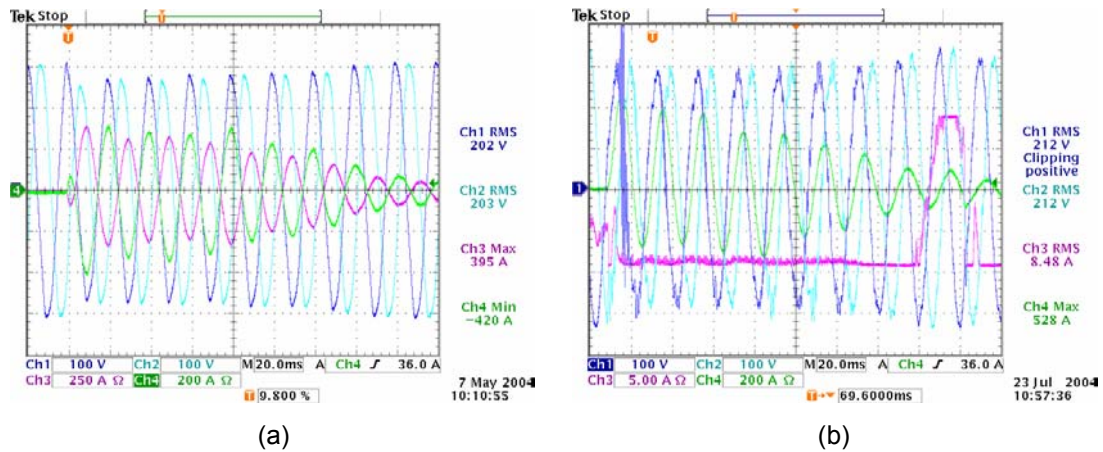 Tek Stop
T
T
4
Ch1 RMS
202 V
Ch2 RMS
203 V
Ch3 Max
395 A
Ch4 Min
−420 A
Ch1 100 V Ch2 100 V M 20.0ms A Ch4 36.0 A
Ch3 250 A Ω Ch4 200 A Ω
7 May 2004
10:10:55
T 9.800 %
(a)
Tek Stop
T
T
1
Ch1 RMS
212 V
Clipping
positive
Ch2 RMS
212 V
Ch3 RMS
8.48 A
Ch4 Max
528 A
Ch1 100 V Ch2 100 V M 20.0ms A Ch4 36.0 A
Ch3 5.00 A Ω Ch4 200 A Ω
23 Jul 2004
10:57:36
T 69.6000ms
(b)